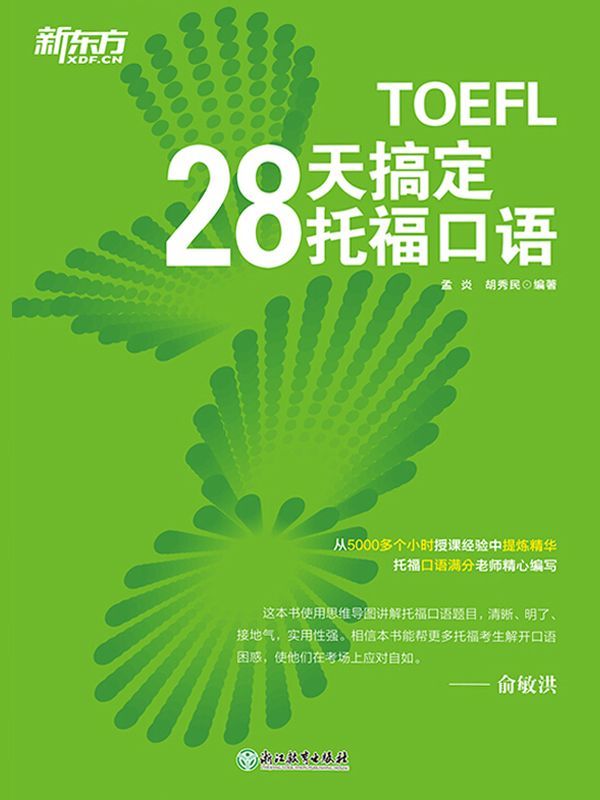 新东方
XDF.CN
TOEFL
28天搞定
托福口语
孟炎 胡秀民⊙编著
从5000多个小时授课经验中提炼精华
托福口语满分老师精心编写
这本书使用思维导图讲解托福口语题目，清晰、明了、
接地气，实用性强。相信本书能帮更多托福考生解开口语
困惑，使他们在考场上应对自如。
——俞敏洪
浙江教育出版社